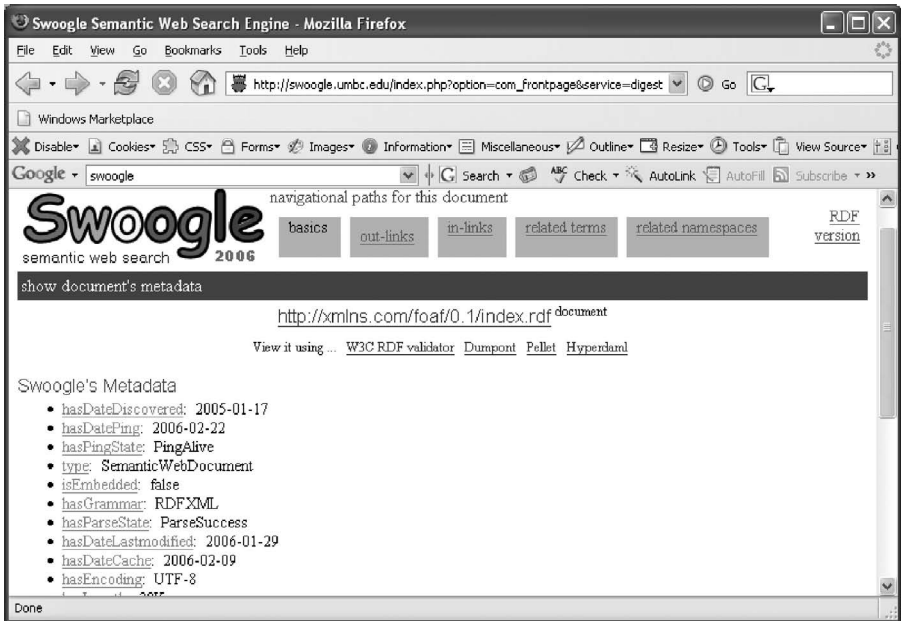 Swoogle Semantic Web Search Engine - Mozilla Firefox
File Edit View Go Bookmarks Tools Help
http://swoogle.umbc.edu/index.php?option=com_frontpage&service=digest Go G
Windows Marketplace
Disable Cookies CSS Forms Images Information Miscellaneous Outline Resize Tools View Source
Google swoogle G Search ABC Check AutoLink AutoFill Subscribe »
Swoogle
semantic web search 2006
navigational paths for this document
basics out-links in-links related terms related namespaces RDF
version
show document's metadata
http://xmlns.com/foaf/0.1/index.rdf document
View it using ... W3C RDF validator Dumpont Pellet Hyperdaml
Swoogle's Metadata
• hasDateDiscovered: 2005-01-17
• hasDatePing: 2006-02-22
• hasPingState: PingAlive
• type: SemanticWebDocument
• isEmbedded: false
• hasGrammar: RDFXML
• hasParseState: ParseSuccess
• hasDateLastmodified: 2006-01-29
• hasDateCache: 2006-02-09
• hasEncoding: UTF-8
Done